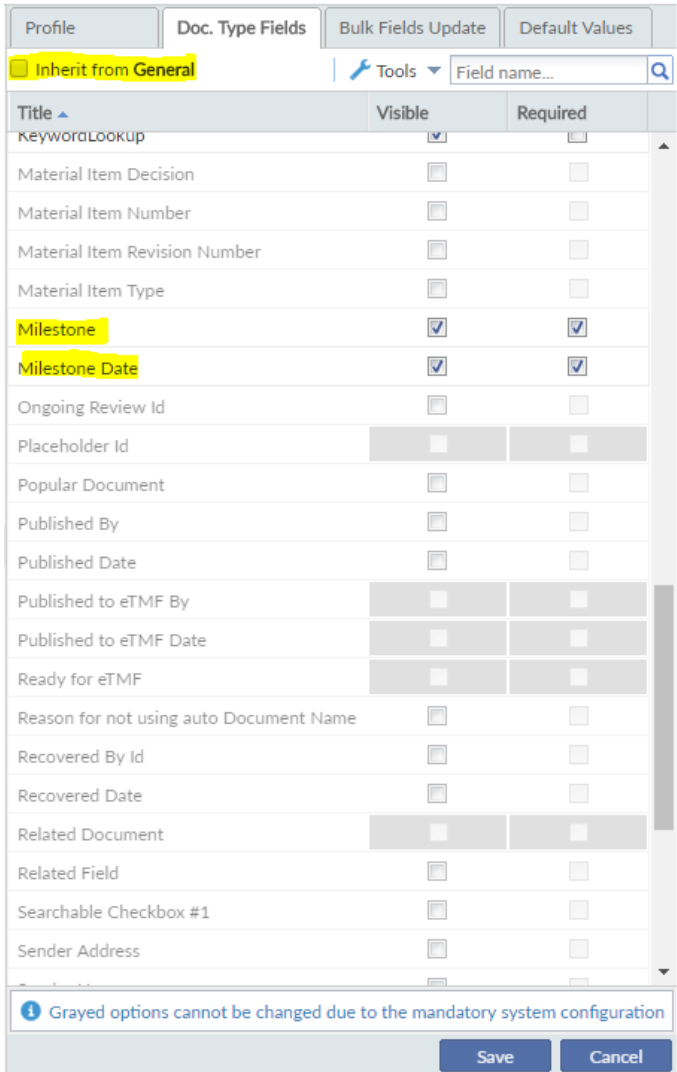 Profile Doc. Type Fields Bulk Fields Update Default Values
Inherit from General Tools Field name...
Title Visible Required
KeywordLookup
Material Item Decision
Material Item Number
Material Item Revision Number
Material Item Type
Milestone
Milestone Date
Ongoing Review Id
Placeholder Id
Popular Document
Published By
Published Date
Published to eTMF By
Published to eTMF Date
Ready for eTMF
Reason for not using auto Document Name
Recovered By Id
Recovered Date
Related Document
Related Field
Searchable Checkbox #1
Sender Address
Grayed options cannot be changed due to the mandatory system configuration
Save Cancel